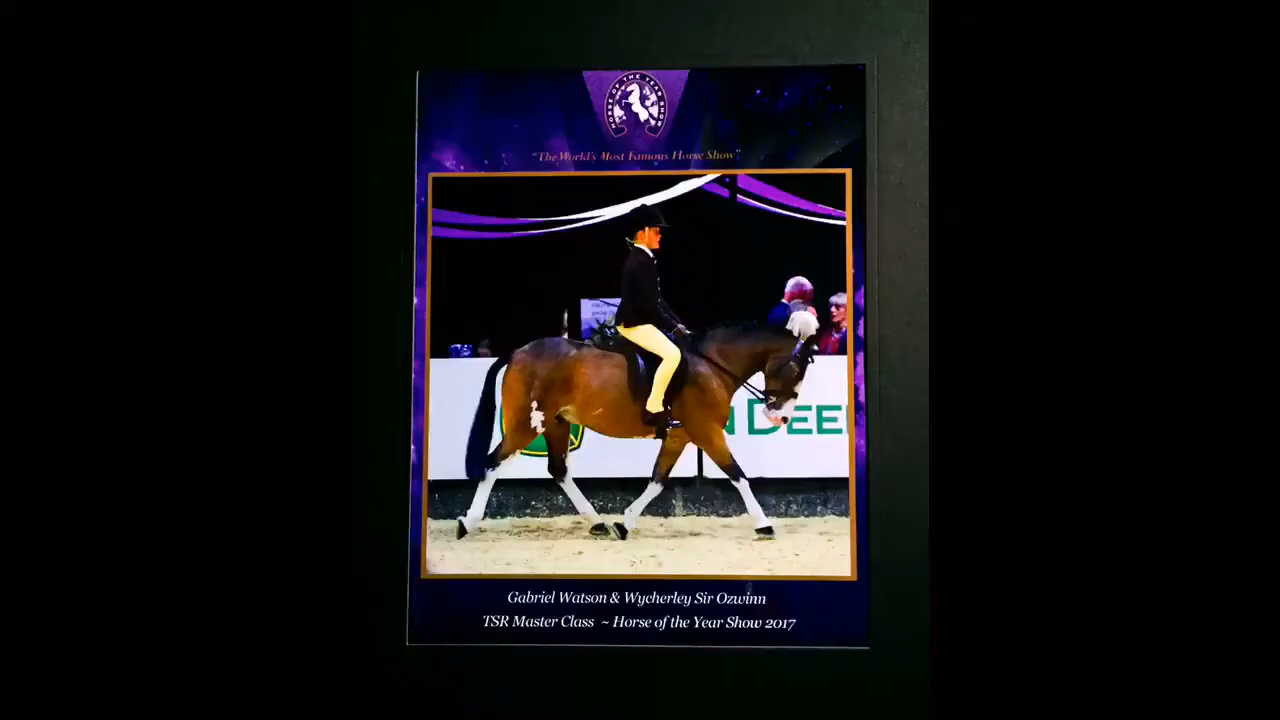 HORSE OF THE YEAR SHOW
"The World's Most Famous Horse Show"
N DEE
Gabriel Watson & Wycherley Sir Ozwinn
TSR Master Class ~ Horse of the Year Show 2017